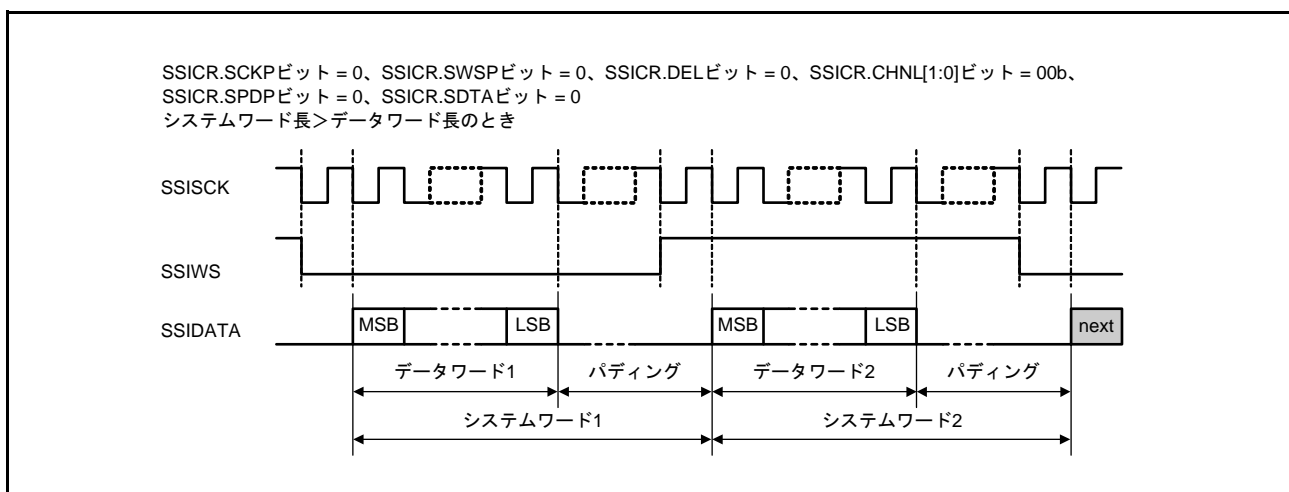 SSICR.SCKPビット = 0、SSICR.SWSPビット = 0、SSICR.DELビット = 0、SSICR.CHNL[1:0]ビット = 00b、
SSICR.SPDPビット = 0、SSICR.SDTAビット = 0
システムワード長＞データワード長のとき
SSISCK
SSIWS
SSIDATA MSB LSB MSB LSB next
データワード1 パディング データワード2 パディング
システムワード1 システムワード2